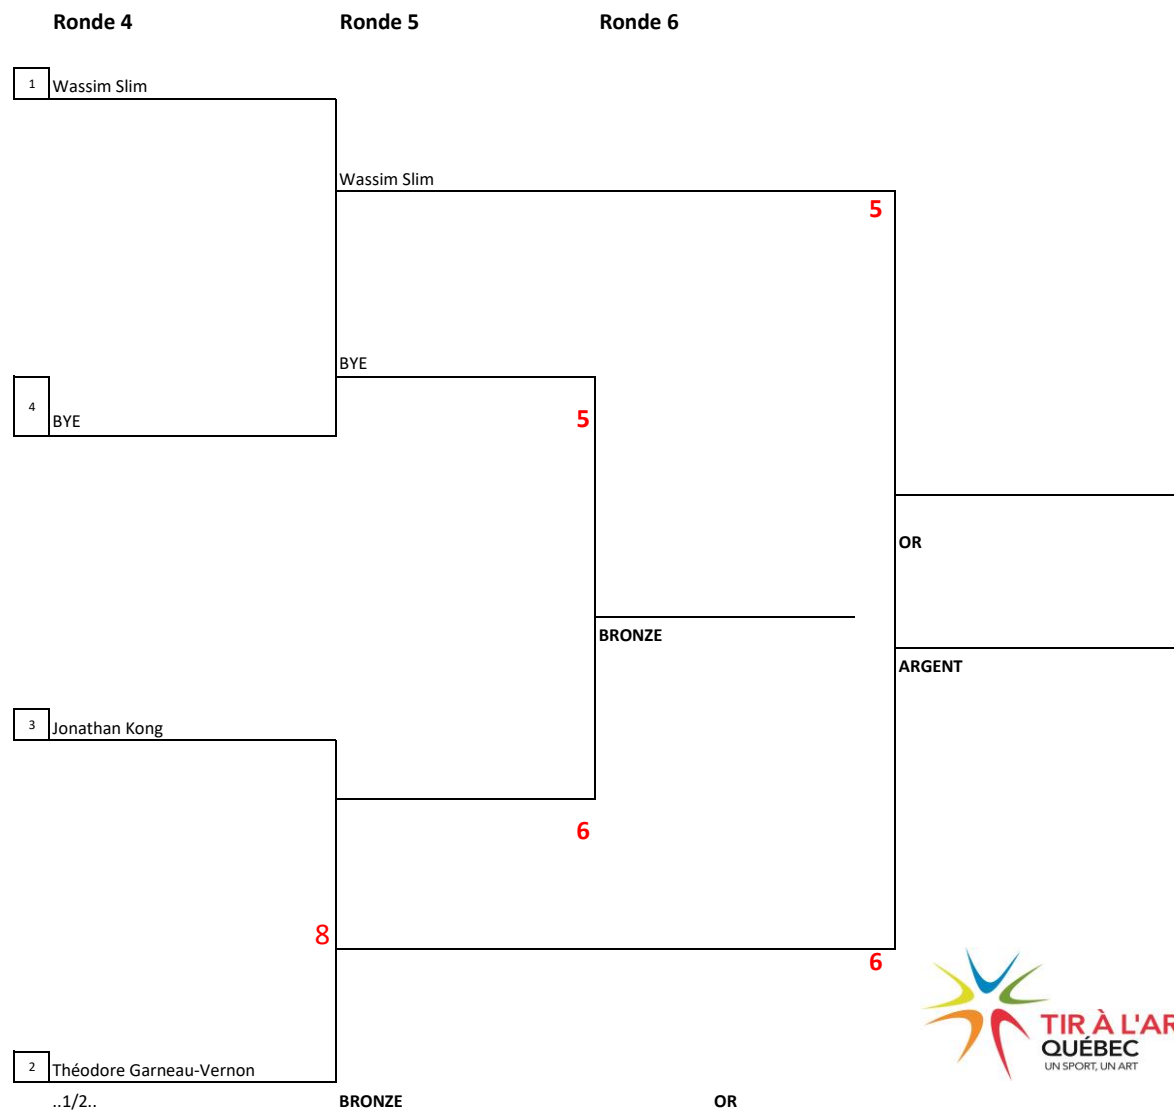 Ronde 4 Ronde 5 Ronde 6
1 Wassim Slim
Wassim Slim
5
BYE
4 BYE
5
OR
BRONZE
ARGENT
3 Jonathan Kong
6
8
6
TIR À L'AR
QUÉBEC
UN SPORT, UN ART
2 Théodore Garneau-Vernon
..1/2.. BRONZE OR